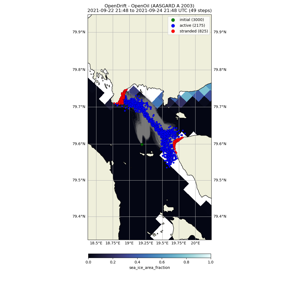 OpenDrift - OpenOil (AASGARD A 2003)
2021-09-22 21:48 to 2021-09-24 21:48 UTC (49 steps)
initial (3000)
active (2175)
stranded (825)
79.9°N
79.9°N
79.8°N
79.8°N
79.7°N
79.7°N
79.6°N
79.6°N
79.5°N
79.5°N
79.4°N
79.4°N
18.5°E
18.75°E
19°E
19.25°E
19.5°E
19.75°E
20°E
0.0
0.2
0.4
0.6
0.8
1.0
sea_ice_area_fraction